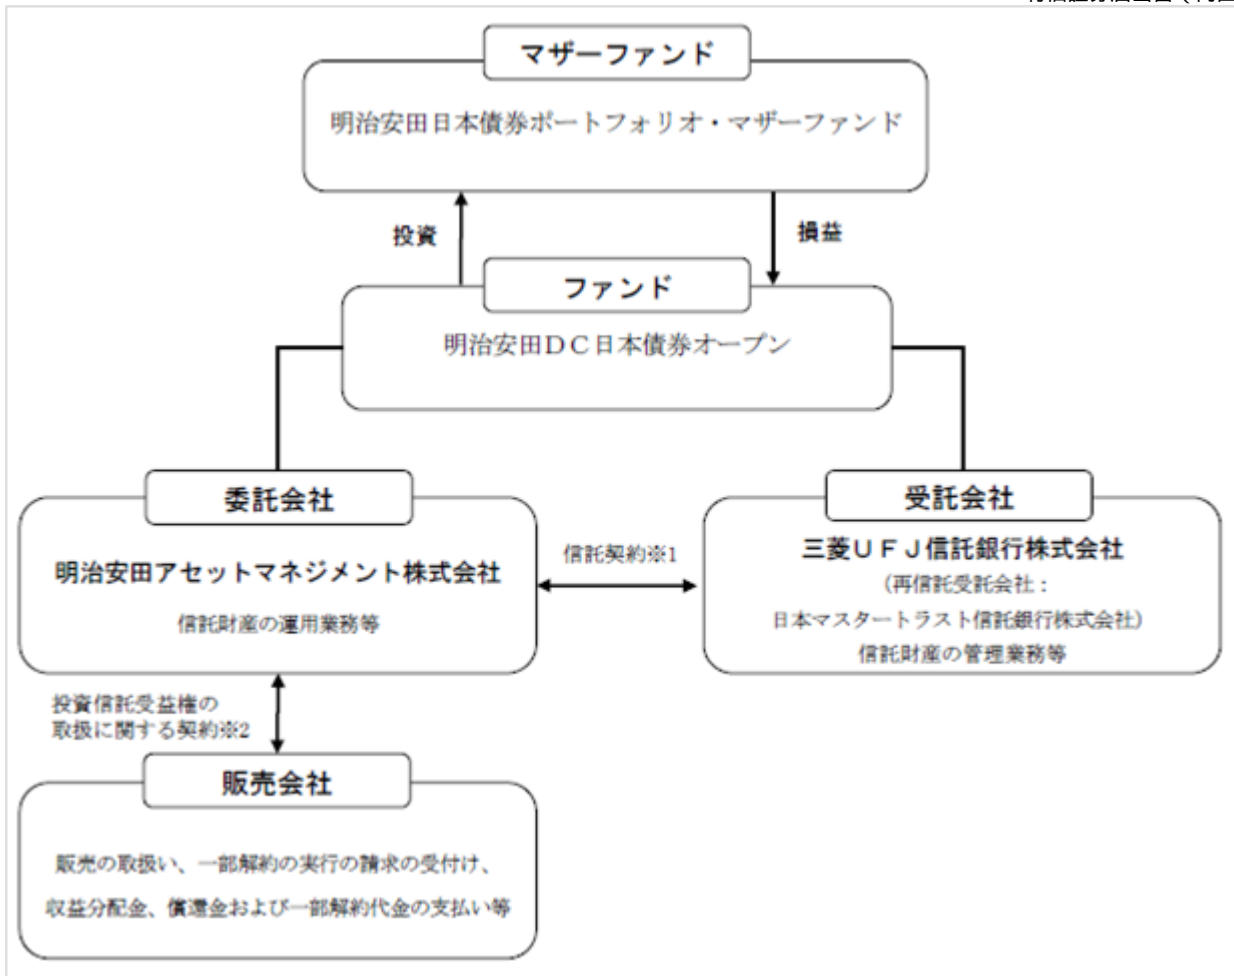 マザーファンド
明治安田日本債券ポートフォリオ・マザーファンド
投資
損益
ファンド
明治安田ＤＣ日本債券オープン
委託会社
明治安田アセットマネジメント株式会社
信託財産の運用業務等
信託契約※1
受託会社
三菱ＵＦＪ信託銀行株式会社
（再信託受託会社：
日本マスタートラスト信託銀行株式会社）
信託財産の管理業務等
投資信託受益権の
取扱に関する契約※2
販売会社
販売の取扱い、一部解約の実行の請求の受付け、
収益分配金、償還金および一部解約代金の支払い等